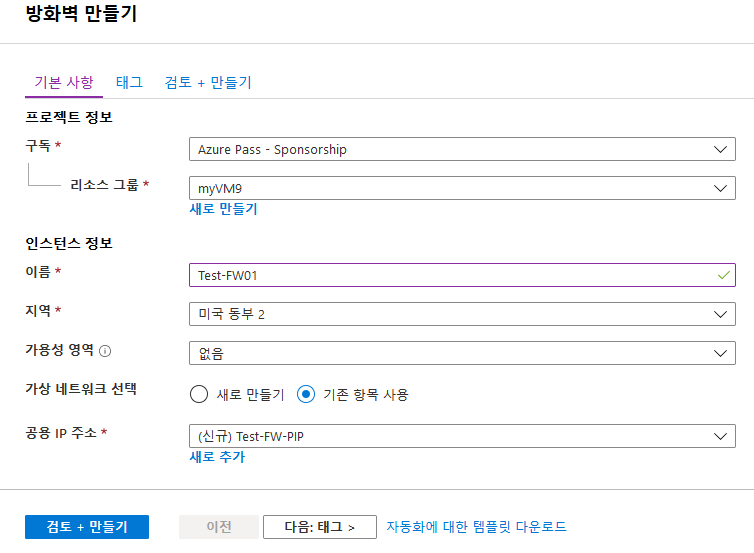 방화벽 만들기
기본 사항 태그 검토 + 만들기
프로젝트 정보
구독 * Azure Pass - Sponsorship
리소스 그룹 * myVM9
새로 만들기
인스턴스 정보
이름 * Test-FW01
지역 * 미국 동부 2
가용성 영역 없음
가상 네트워크 선택 새로 만들기 기존 항목 사용
공용 IP 주소 * (신규) Test-FW-PIP
새로 추가
검토 + 만들기 이전 다음: 태그 > 자동화에 대한 템플릿 다운로드